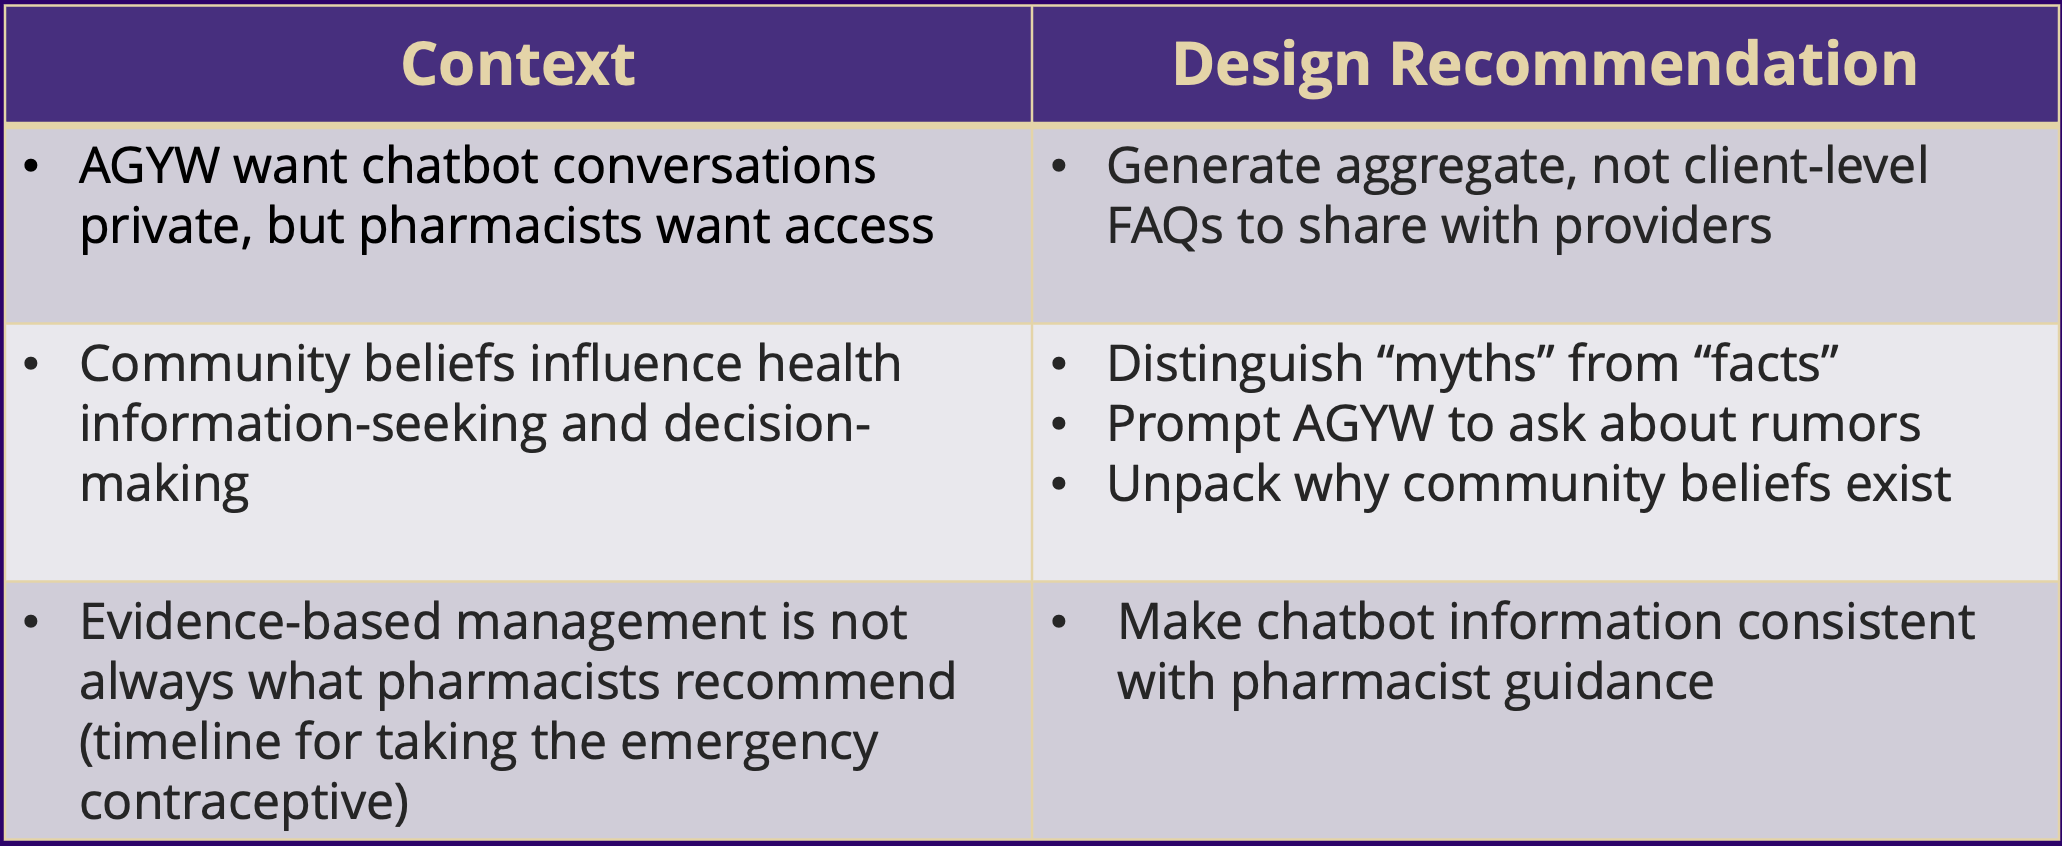 Context
Design Recommendation
• AGYW want chatbot conversations
private, but pharmacists want access
• Generate aggregate, not client-level
FAQs to share with providers
• Community beliefs influence health
information-seeking and decision-
making
• Distinguish “myths” from “facts”
• Prompt AGYW to ask about rumors
• Unpack why community beliefs exist
• Evidence-based management is not
always what pharmacists recommend
(timeline for taking the emergency
contraceptive)
• Make chatbot information consistent
with pharmacist guidance